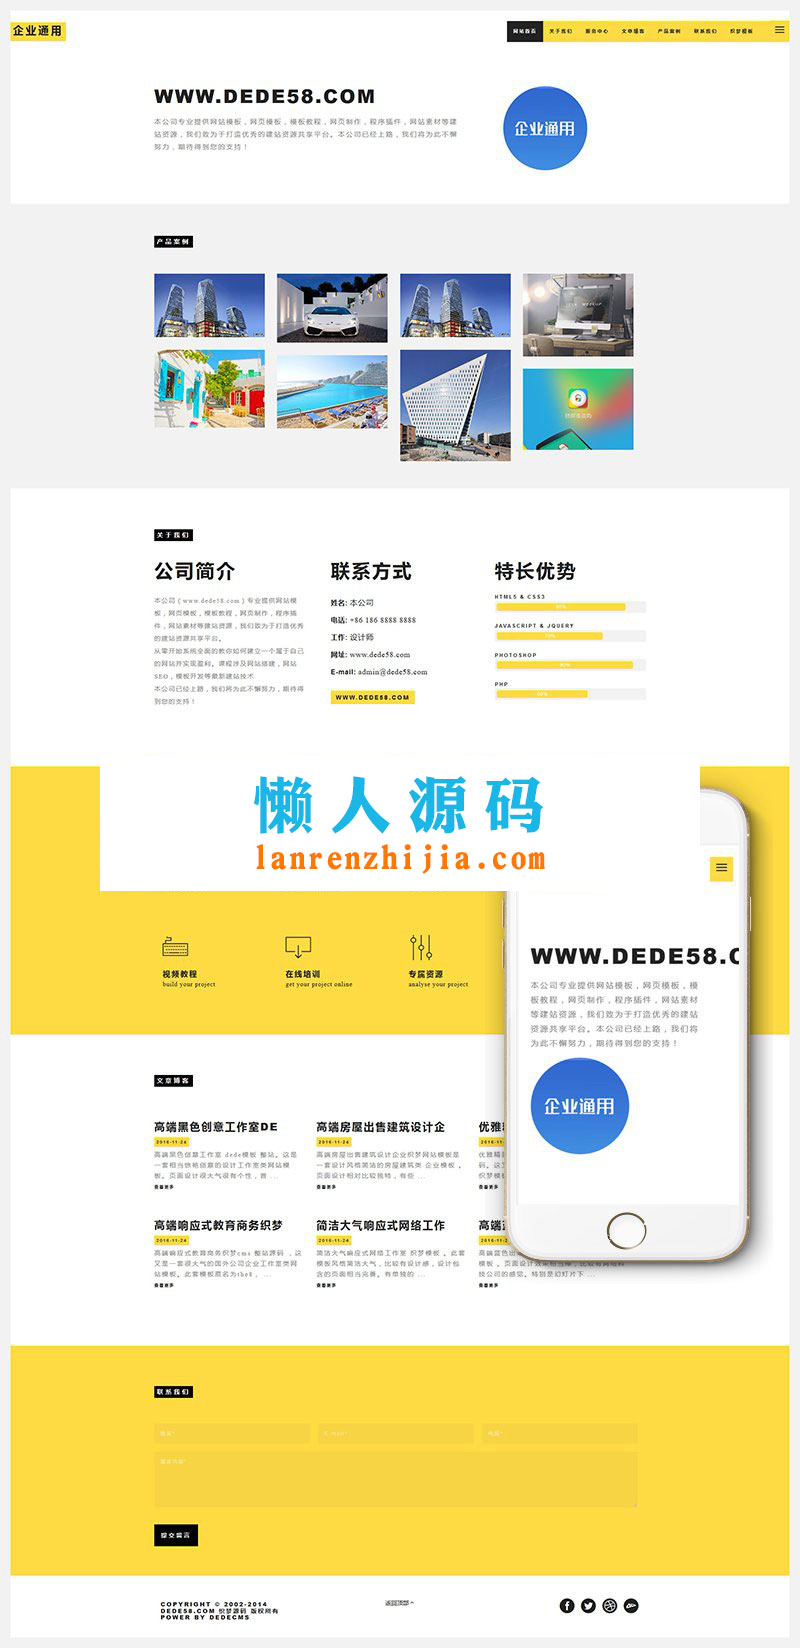 企业通用
网站首页 关于我们 服务中心 文章博客 产品案例 联系我们 织梦模板
WWW.DEDE58.COM
本公司专业提供网站模板，网页模板，模板教程，网页制作，程序插件，网站素材等建
站资源，我们致力于打造优秀的建站资源共享平台。本公司已经上路，我们将为此不懈
努力，期待得到您的支持！
企业通用
产品案例
关于我们
公司简介
本公司（www.dede58.com）专业提供网站模
板，网页模板，模板教程，网页制作，程序插
件，网站素材等建站资源，我们致力于打造优秀
的建站资源共享平台。
从零开始系统全面的教你如何建立一个属于自己
的网站并实现盈利。课程涉及网站搭建，网站
SEO，模板开发等最新建站技术
本公司已经上路，我们将为此不懈努力，期待得
到您的支持！
联系方式
姓名: 本公司
电话: +86 186 8888 8888
工作: 设计师
网址: www.dede58.com
E-mail: admin@dede58.com
WWW.DEDE58.COM
特长优势
HTML5 & CSS3
JAVASCRIPT & JQUERY
PHOTOSHOP
PHP
懒人源码
lanrenzhijia.com
视频教程
build your project
在线培训
get your project online
专属资源
analyse your project
WWW.DEDE58.C
本公司专业提供网站模板，网页模板，模
板教程，网页制作，程序插件，网站素材
等建站资源，我们致力于打造优秀的建站
资源共享平台。本公司已经上路，我们将
为此不懈努力，期待得到您的支持！
企业通用
文章博客
高端黑色创意工作室DE
2016-11-24
高端黑色创意工作室 dede模板 整站。这是
一套相当惊艳创意的设计工作室类网站模
板。页面设计很大气很有个性，首 ...
查看更多
高端房屋出售建筑设计企
2016-11-24
高端房屋出售建筑设计企业织梦网站模板是
一套设计风格简洁的房屋建筑类 企业模板，
页面设计相对比较独特，有些 ...
查看更多
优雅
2016-11-24
查看更多
高端响应式教育商务织梦
2016-11-24
高端响应式教育商务织梦cms 整站源码 ，这
又是一套很大气的国外公司企业工作室类网
站模板。此套模板原名为the8， ...
查看更多
简洁大气响应式网络工作
2016-11-24
简洁大气响应式网络工作室 织梦模板 。此套
模板风格简洁大气，比较有设计感，设计包
含的页面相当完善。有单独的 ...
查看更多
高端
2016-11-24
技公司的感觉。特别是幻灯片下 ...
查看更多
联系我们
E-mail*
提交留言
COPYRIGHT © 2002-2014
DEDE58.COM 织梦源码 版权所有
POWER BY DEDECMS
返回顶部